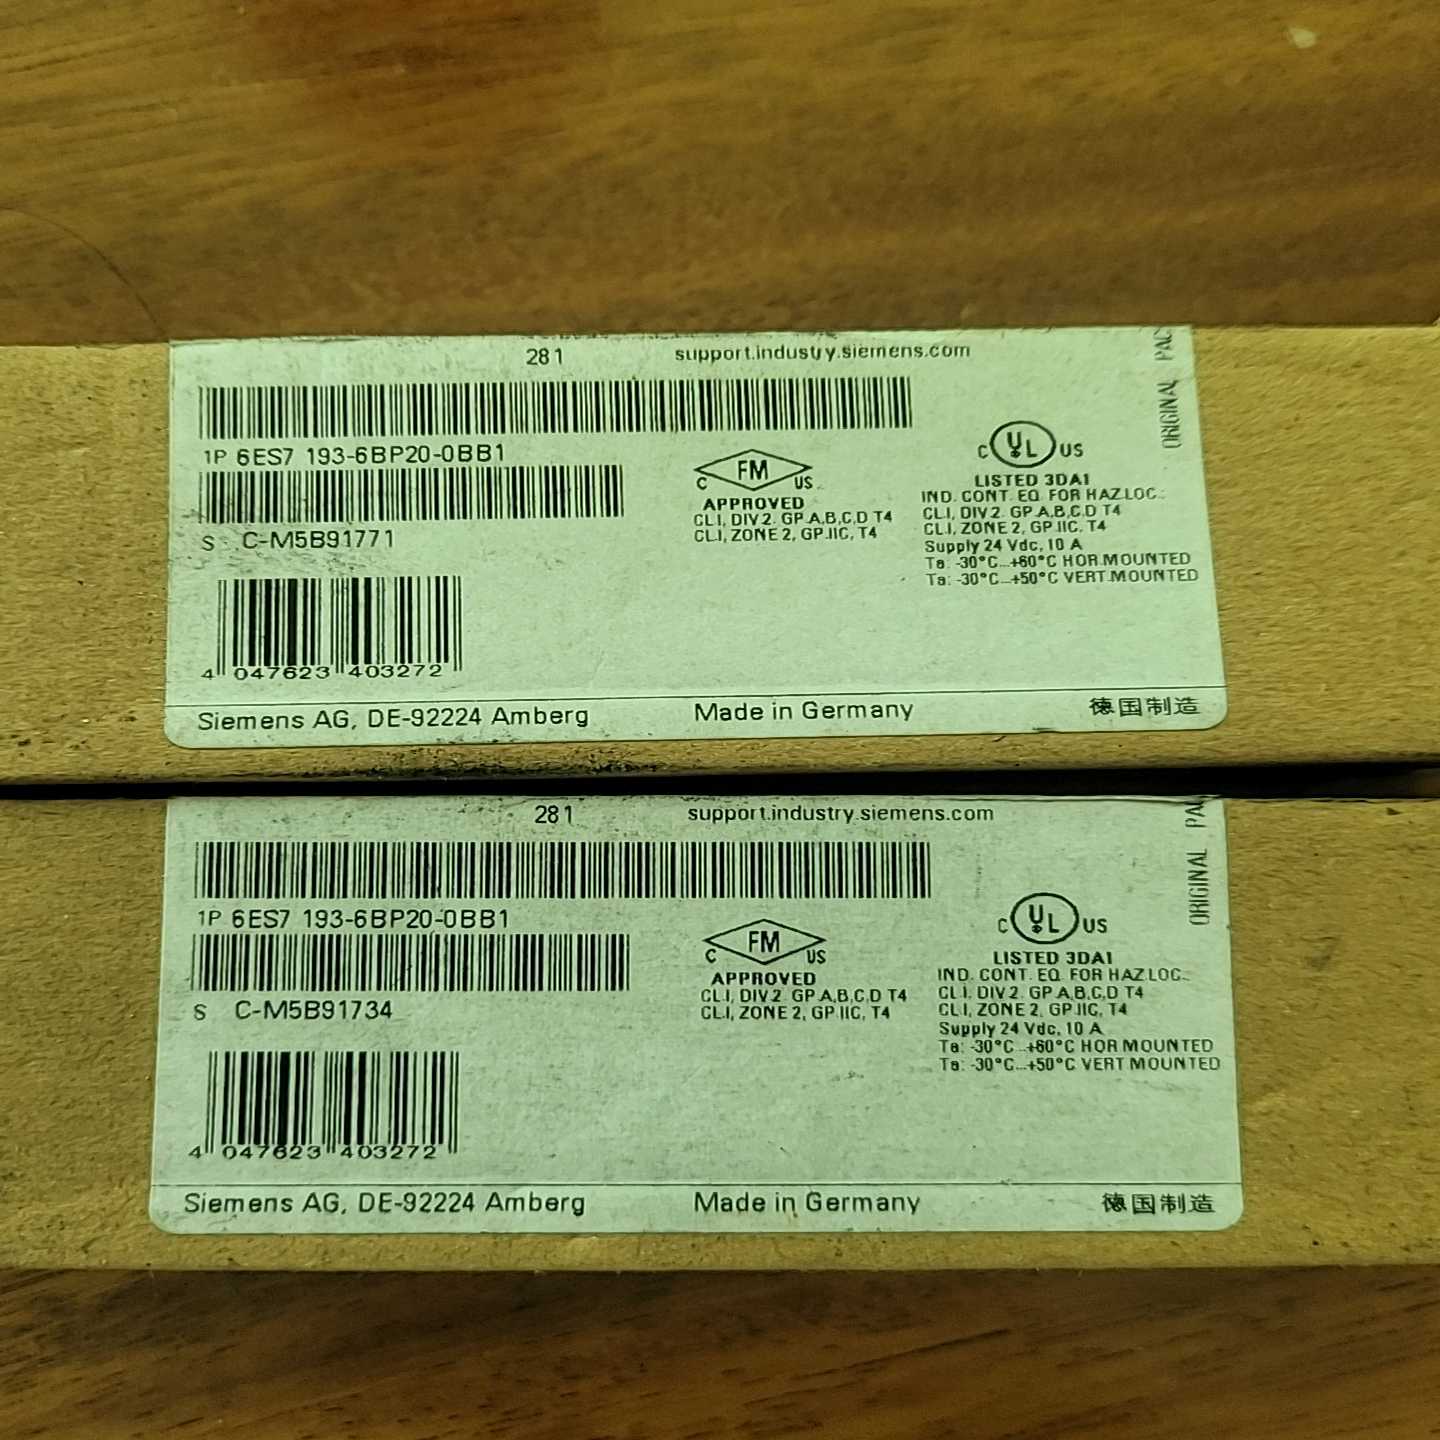 281 support.industry.siemens.com
ORIGINAL PAC
1P 6ES7 193-6BP20-0BB1
S C-M5B91771
C FM US
APPROVED
CL.I, DIV.2. GP.A,B,C,D T4
CL.I, ZONE 2, GP.IIC, T4
C UL US
LISTED 3DA1
IND. CONT. EQ. FOR HAZ.LOC.:
CL.I, DIV.2. GP.A,B,C,D T4
CL.I, ZONE 2, GP.IIC, T4
Supply 24 Vdc, 10 A
Ta: -30°C...+60°C HOR.MOUNTED
Ta: -30°C...+50°C VERT.MOUNTED
4 047623 403272
Siemens AG, DE-92224 Amberg Made in Germany 德国制造
281 support.industry.siemens.com
ORIGINAL PAC
1P 6ES7 193-6BP20-0BB1
S C-M5B91734
C FM US
APPROVED
CL.I, DIV.2. GP.A,B,C,D T4
CL.I, ZONE 2, GP.IIC, T4
C UL US
LISTED 3DA1
IND. CONT. EQ. FOR HAZ.LOC.:
CL.I, DIV.2. GP.A,B,C,D T4
CL.I, ZONE 2, GP.IIC, T4
Supply 24 Vdc, 10 A
Ta: -30°C...+60°C HOR.MOUNTED
Ta: -30°C...+50°C VERT.MOUNTED
4 047623 403272
Siemens AG, DE-92224 Amberg Made in Germany 德国制造